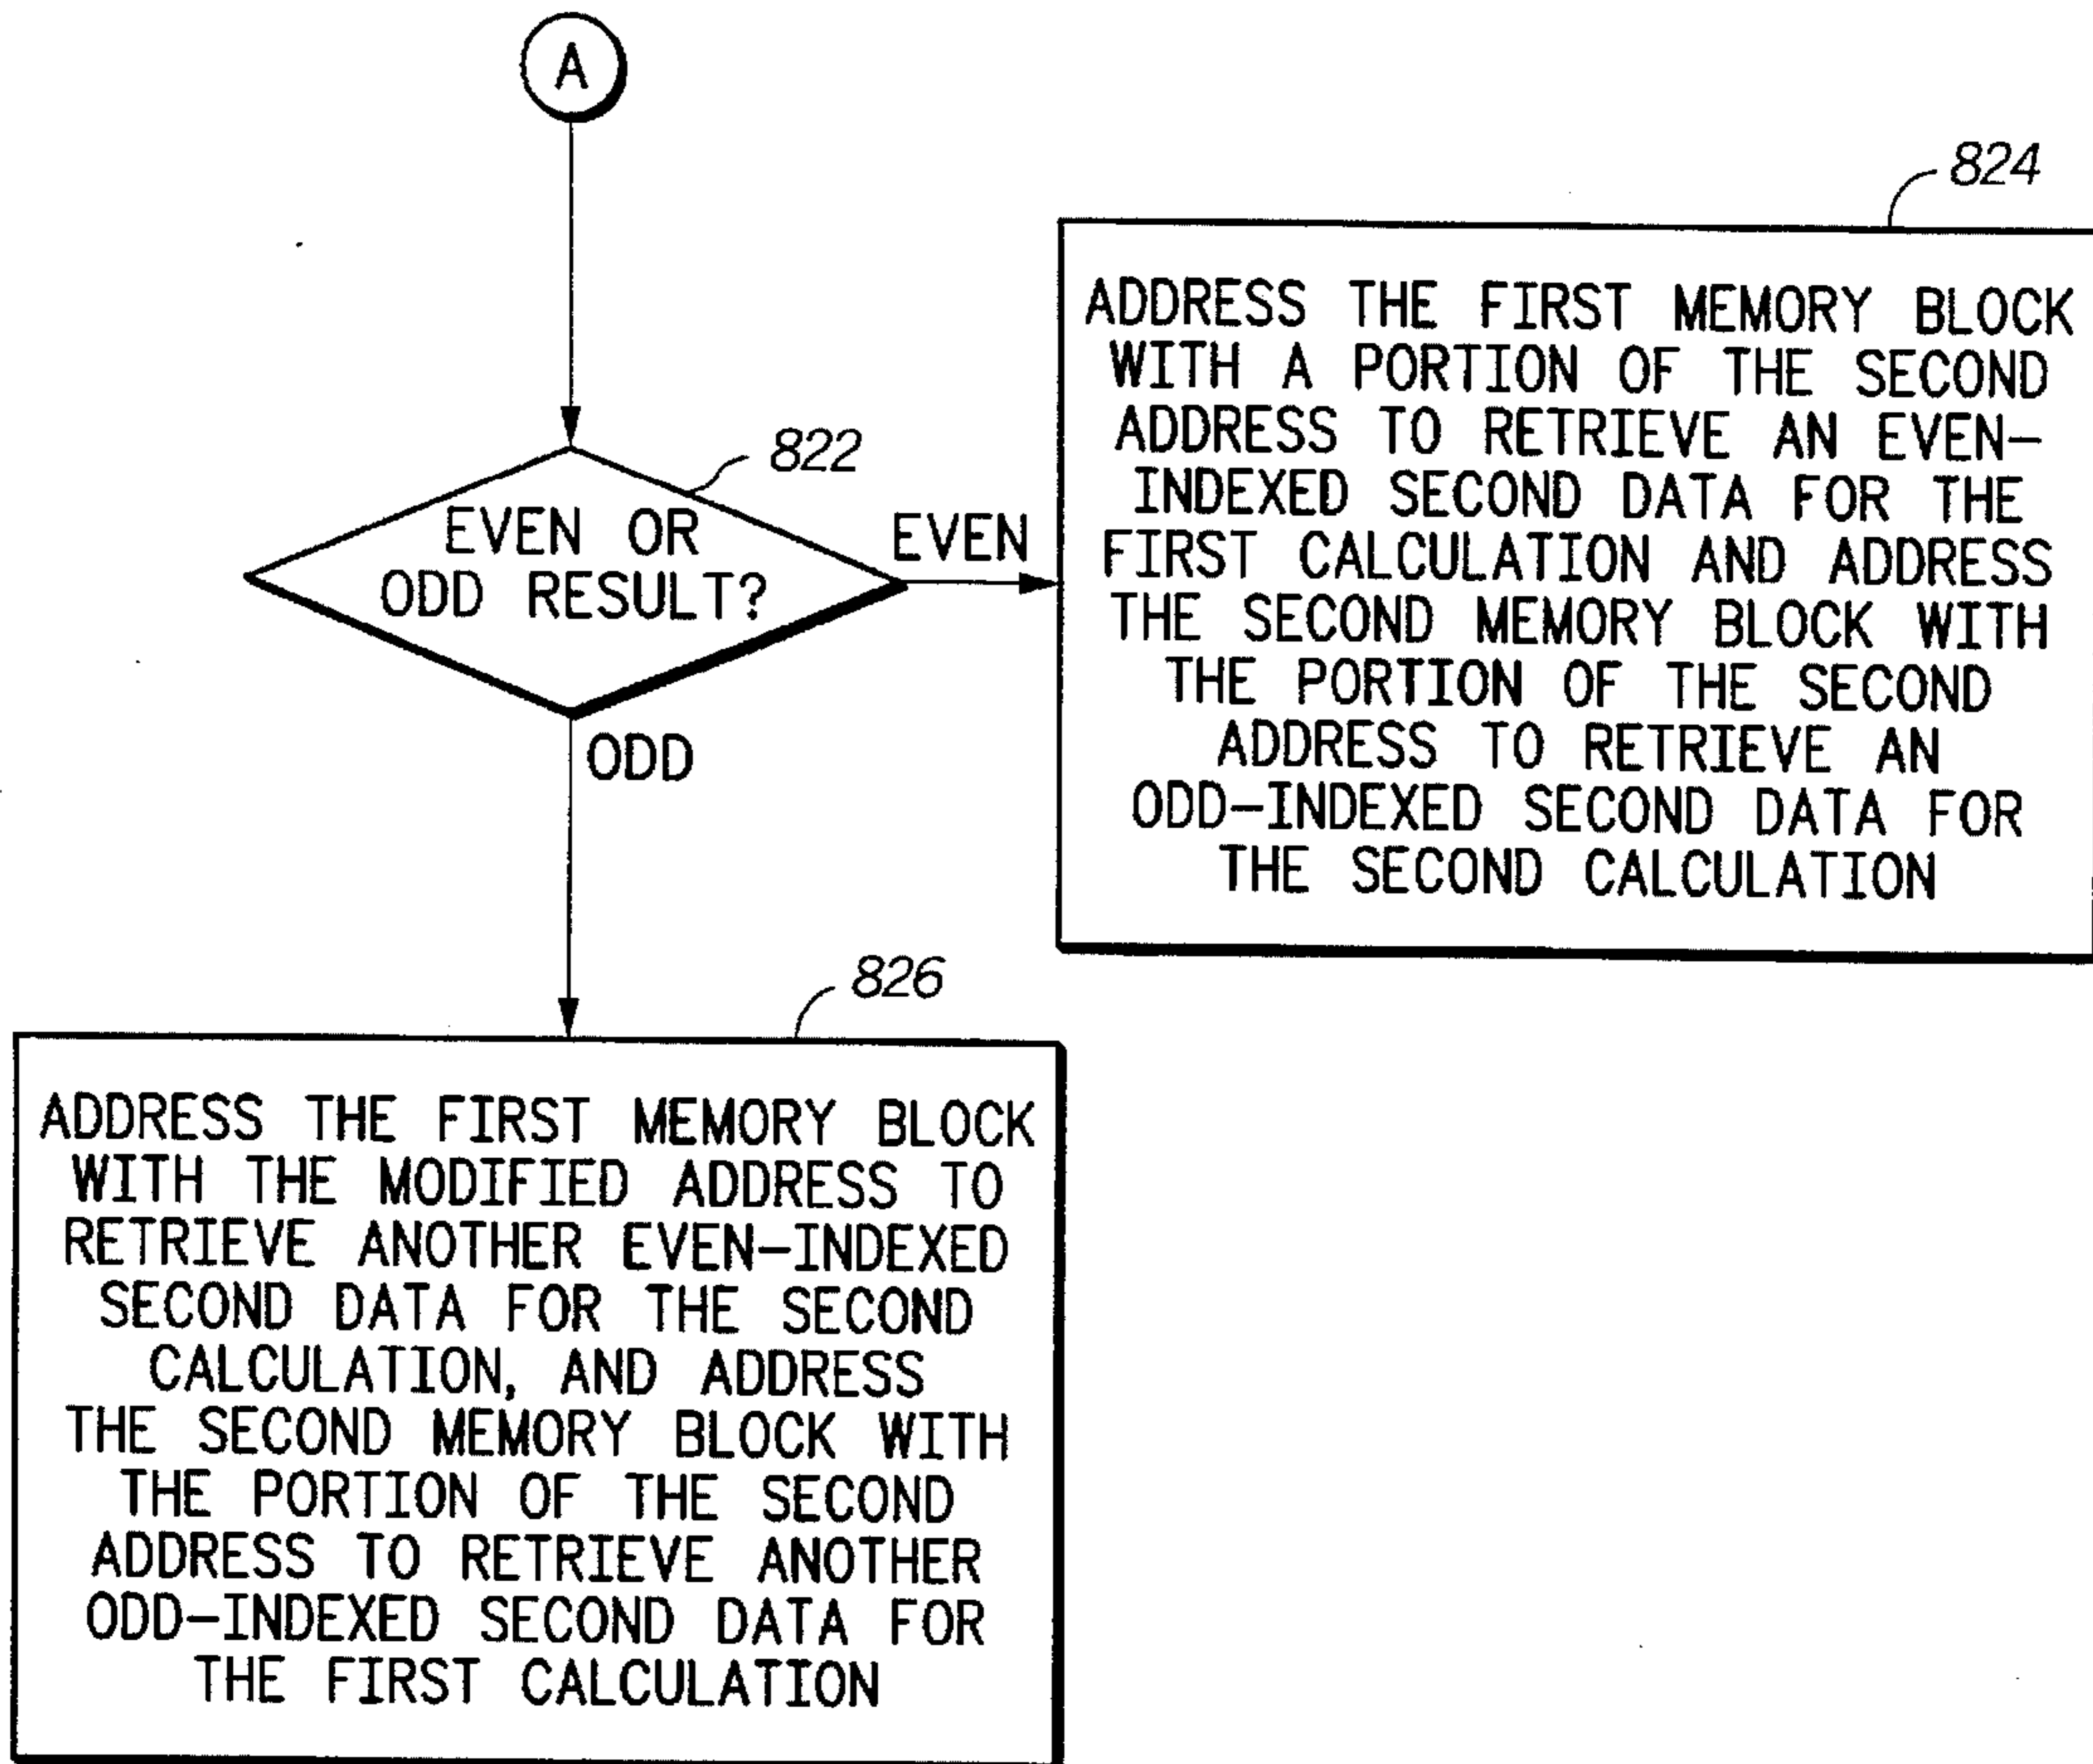 A
822
EVEN OR
ODD RESULT?
EVEN
ODD
824
ADDRESS THE FIRST MEMORY BLOCK
WITH A PORTION OF THE SECOND
ADDRESS TO RETRIEVE AN EVEN-
INDEXED SECOND DATA FOR THE
FIRST CALCULATION AND ADDRESS
THE SECOND MEMORY BLOCK WITH
THE PORTION OF THE SECOND
ADDRESS TO RETRIEVE AN
ODD-INDEXED SECOND DATA FOR
THE SECOND CALCULATION
826
ADDRESS THE FIRST MEMORY BLOCK
WITH THE MODIFIED ADDRESS TO
RETRIEVE ANOTHER EVEN-INDEXED
SECOND DATA FOR THE SECOND
CALCULATION, AND ADDRESS
THE SECOND MEMORY BLOCK WITH
THE PORTION OF THE SECOND
ADDRESS TO RETRIEVE ANOTHER
ODD-INDEXED SECOND DATA FOR
THE FIRST CALCULATION